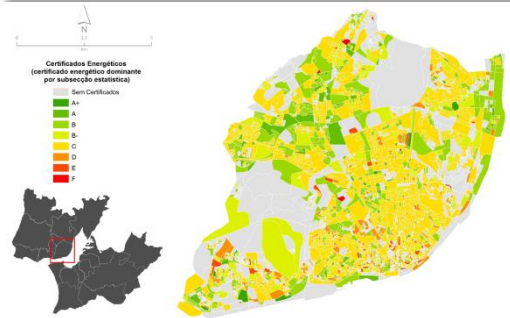 N
Certificados Energéticos
(certificado energético dominante
por subsecção estatística)
Sem Certificados
A+
A
B
B-
C
D
E
F